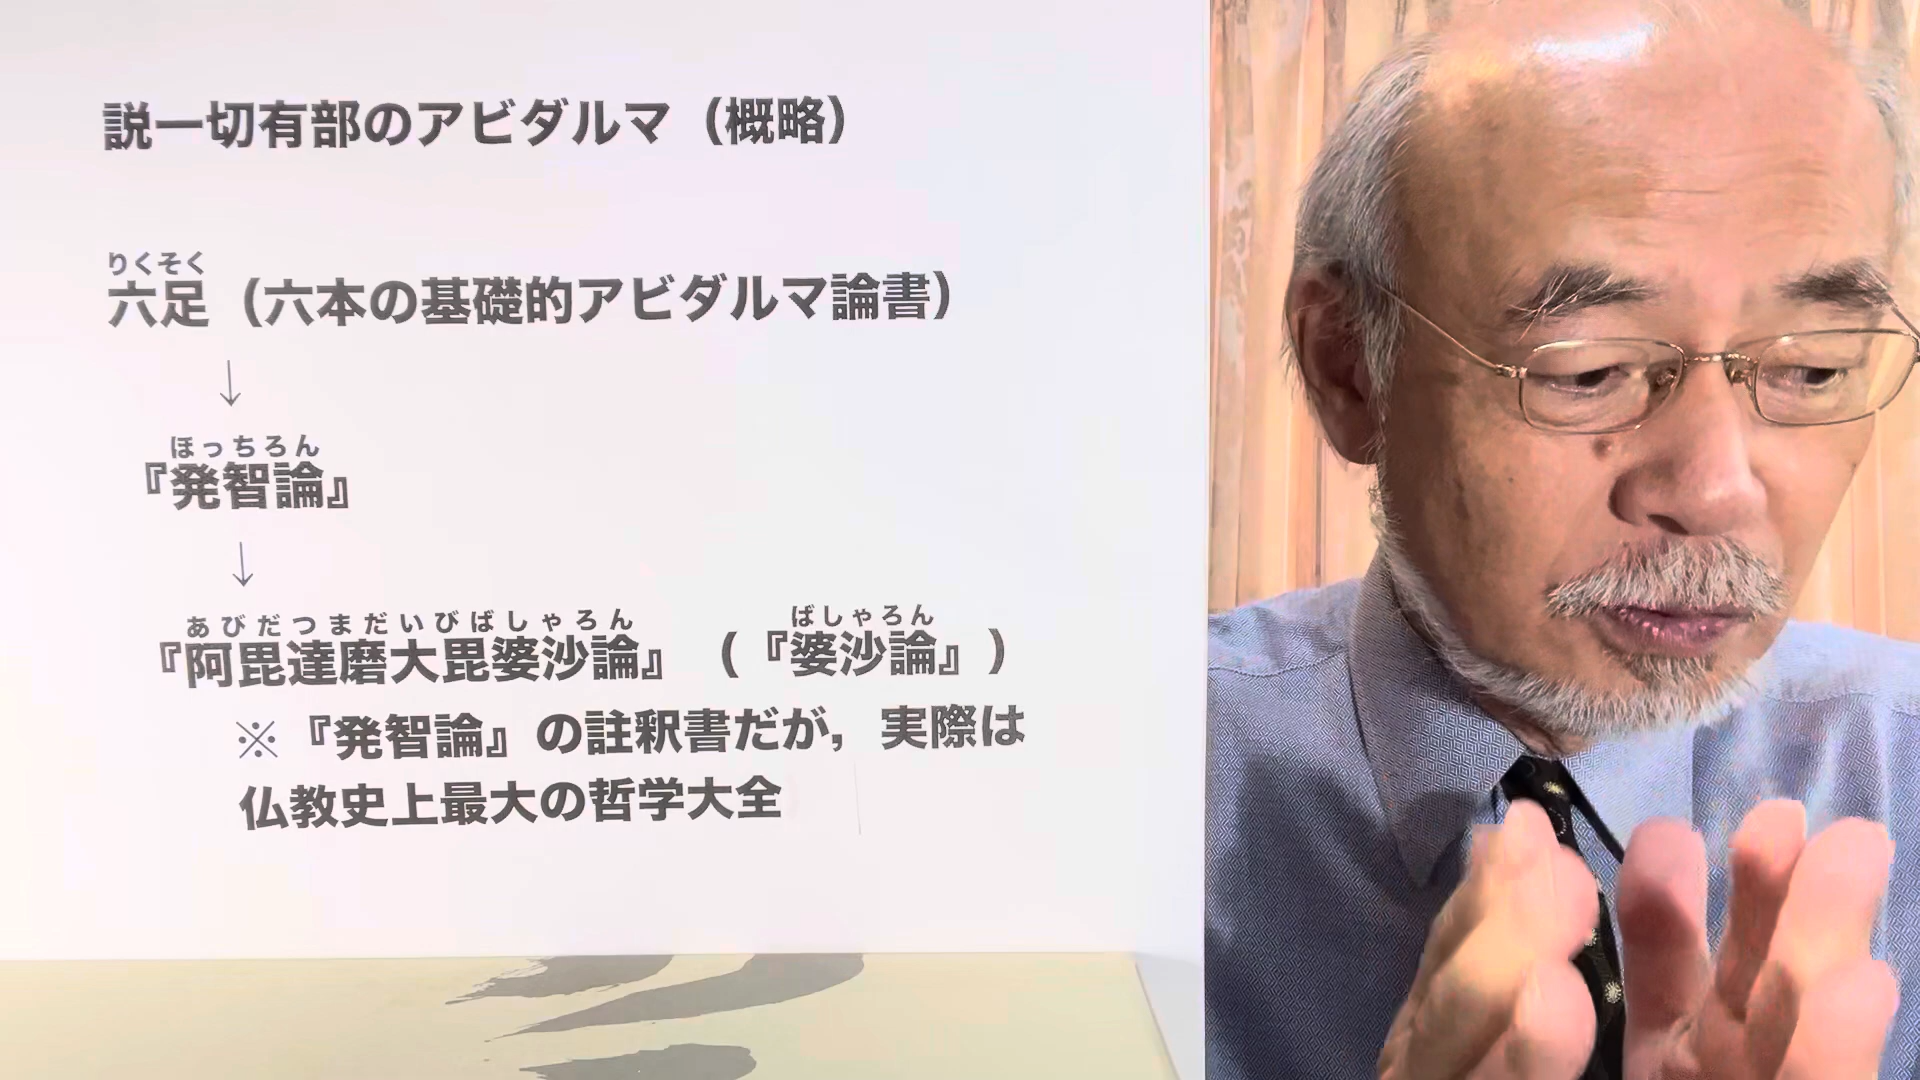 説一切有部のアビダルマ（概略）
りくそく
六足（六本の基礎的アビダルマ論書）
↓
ほっちろん
『発智論』
↓
あびだつまだいびばしゃろん ばしゃろん
『阿毘達磨大毘婆沙論』（『婆沙論』）
※『発智論』の註釈書だが，実際は
仏教史上最大の哲学大全